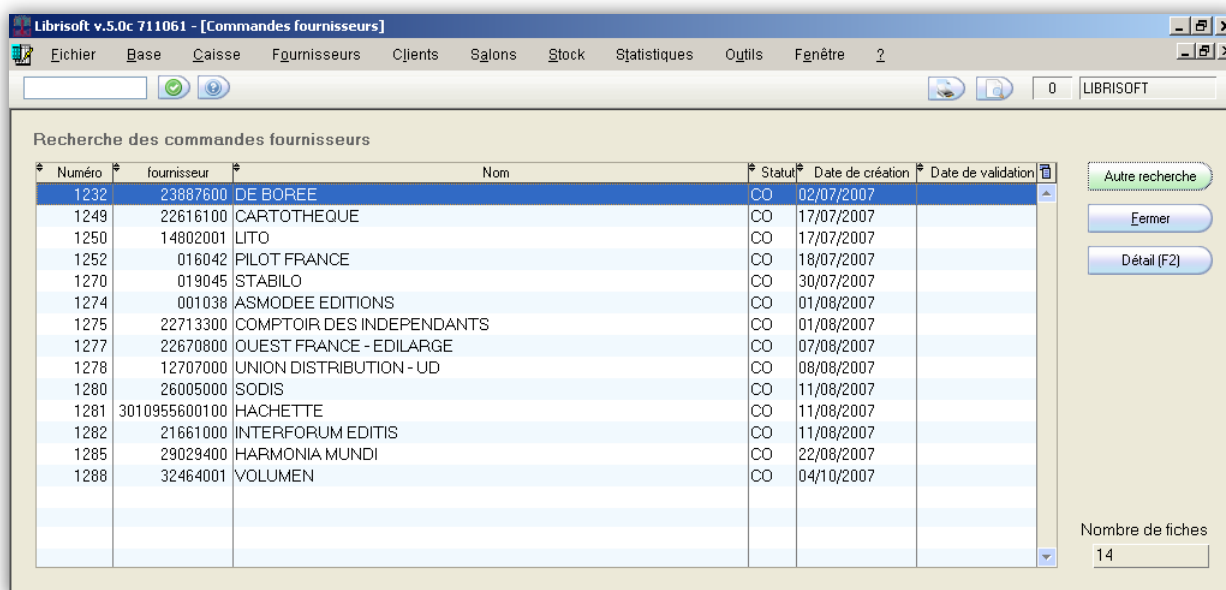 Librisoft v.5.0c 711061 - [Commandes fournisseurs]
Fichier Base Caisse Fournisseurs Clients Salons Stock Statistiques Outils Fenêtre ?
0 LIBRISOFT
Recherche des commandes fournisseurs
Numéro fournisseur Nom Statut Date de création Date de validation
1232 23887600 DE BOREE CO 02/07/2007
1249 22616100 CARTOTHEQUE CO 17/07/2007
1250 14802001 LITO CO 17/07/2007
1252 016042 PILOT FRANCE CO 18/07/2007
1270 019045 STABILO CO 30/07/2007
1274 001038 ASMODEE EDITIONS CO 01/08/2007
1275 22713300 COMPTOIR DES INDEPENDANTS CO 01/08/2007
1277 22670800 OUEST FRANCE - EDILARGE CO 07/08/2007
1278 12707000 UNION DISTRIBUTION - UD CO 08/08/2007
1280 26005000 SODIS CO 11/08/2007
1281 3010955600100 HACHETTE CO 11/08/2007
1282 21661000 INTERFORUM EDITIS CO 11/08/2007
1285 29029400 HARMONIA MUNDI CO 22/08/2007
1288 32464001 VOLUMEN CO 04/10/2007
Autre recherche
Fermer
Détail (F2)
Nombre de fiches
14